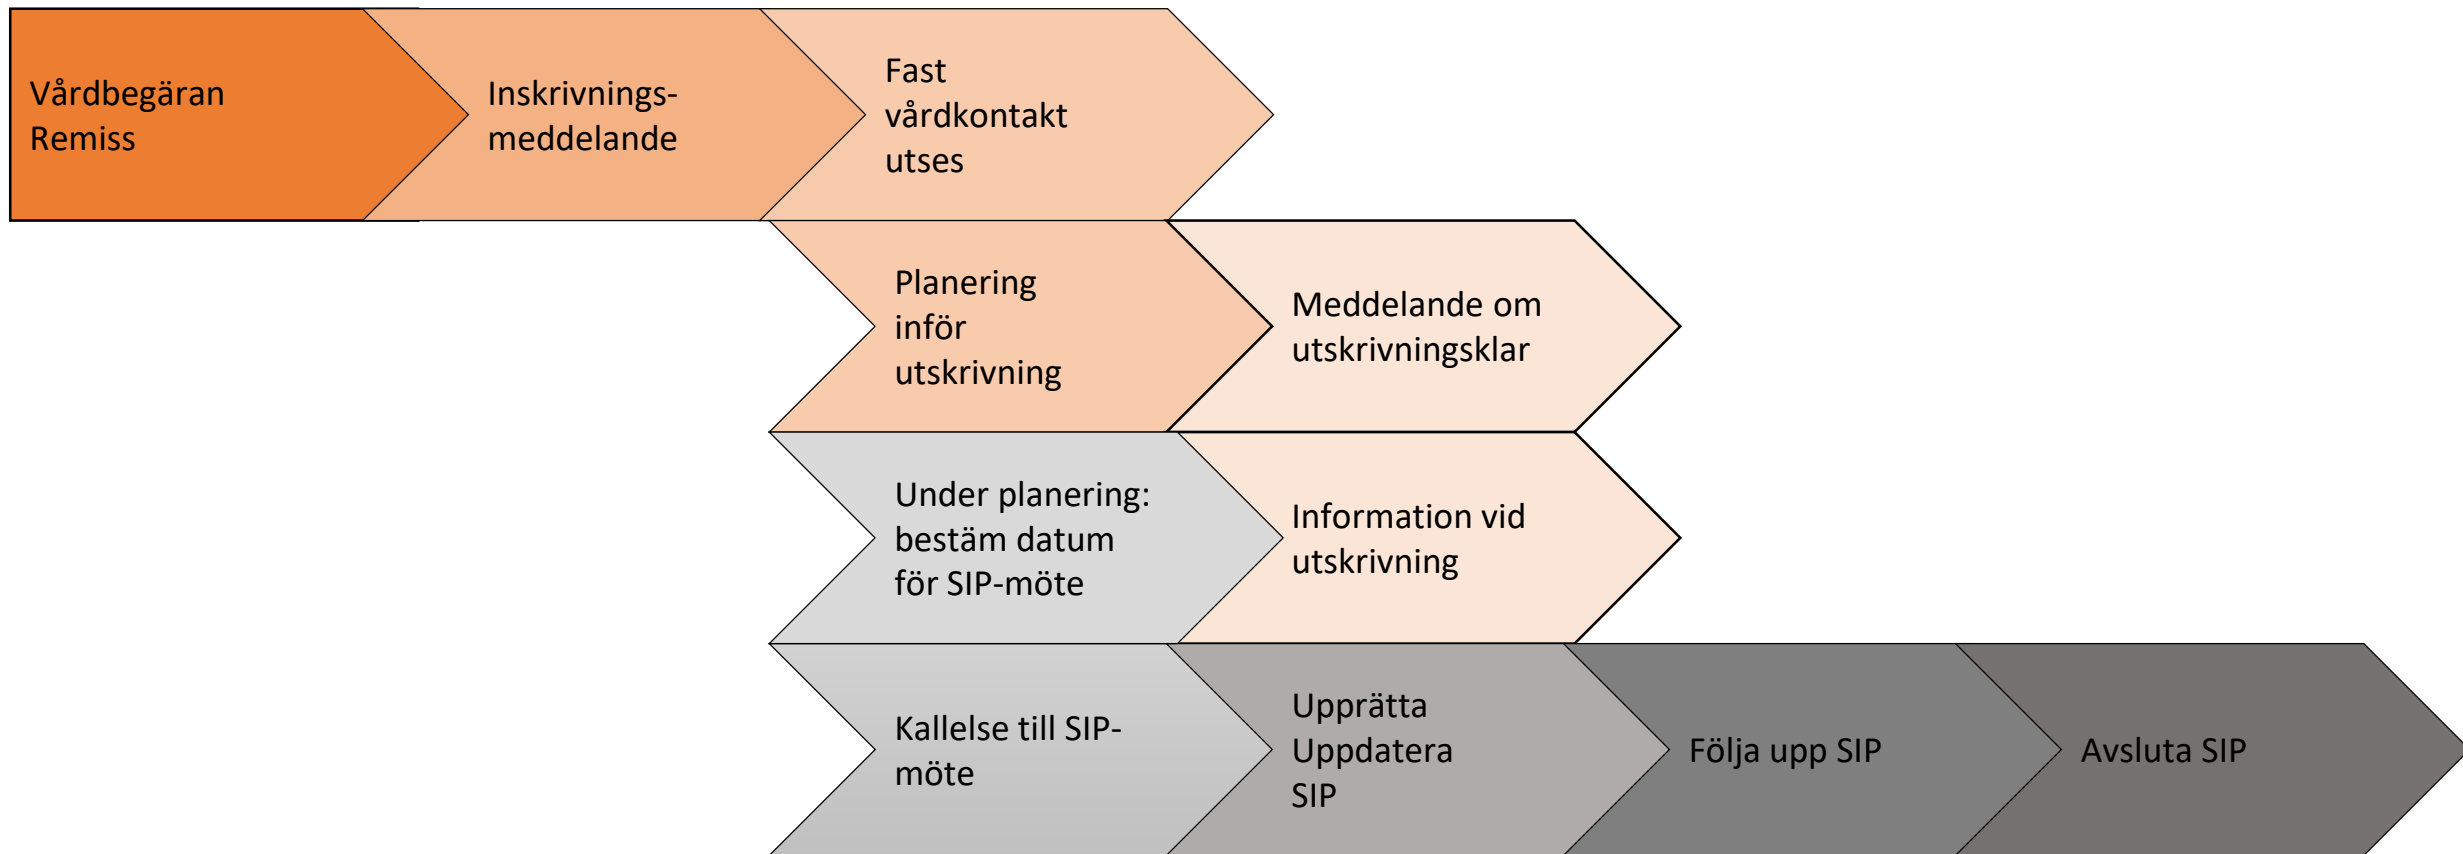 Vårdbegäran
Remiss
Inskrivnings-
meddelande
Fast
vårdkontakt
utses
Planering
inför
utskrivning
Meddelande om
utskrivningsklar
Under planering:
bestäm datum
för SIP-möte
Information vid
utskrivning
Kallelse till SIP-
möte
Upprätta
Uppdatera
SIP
Följa upp SIP
Avsluta SIP